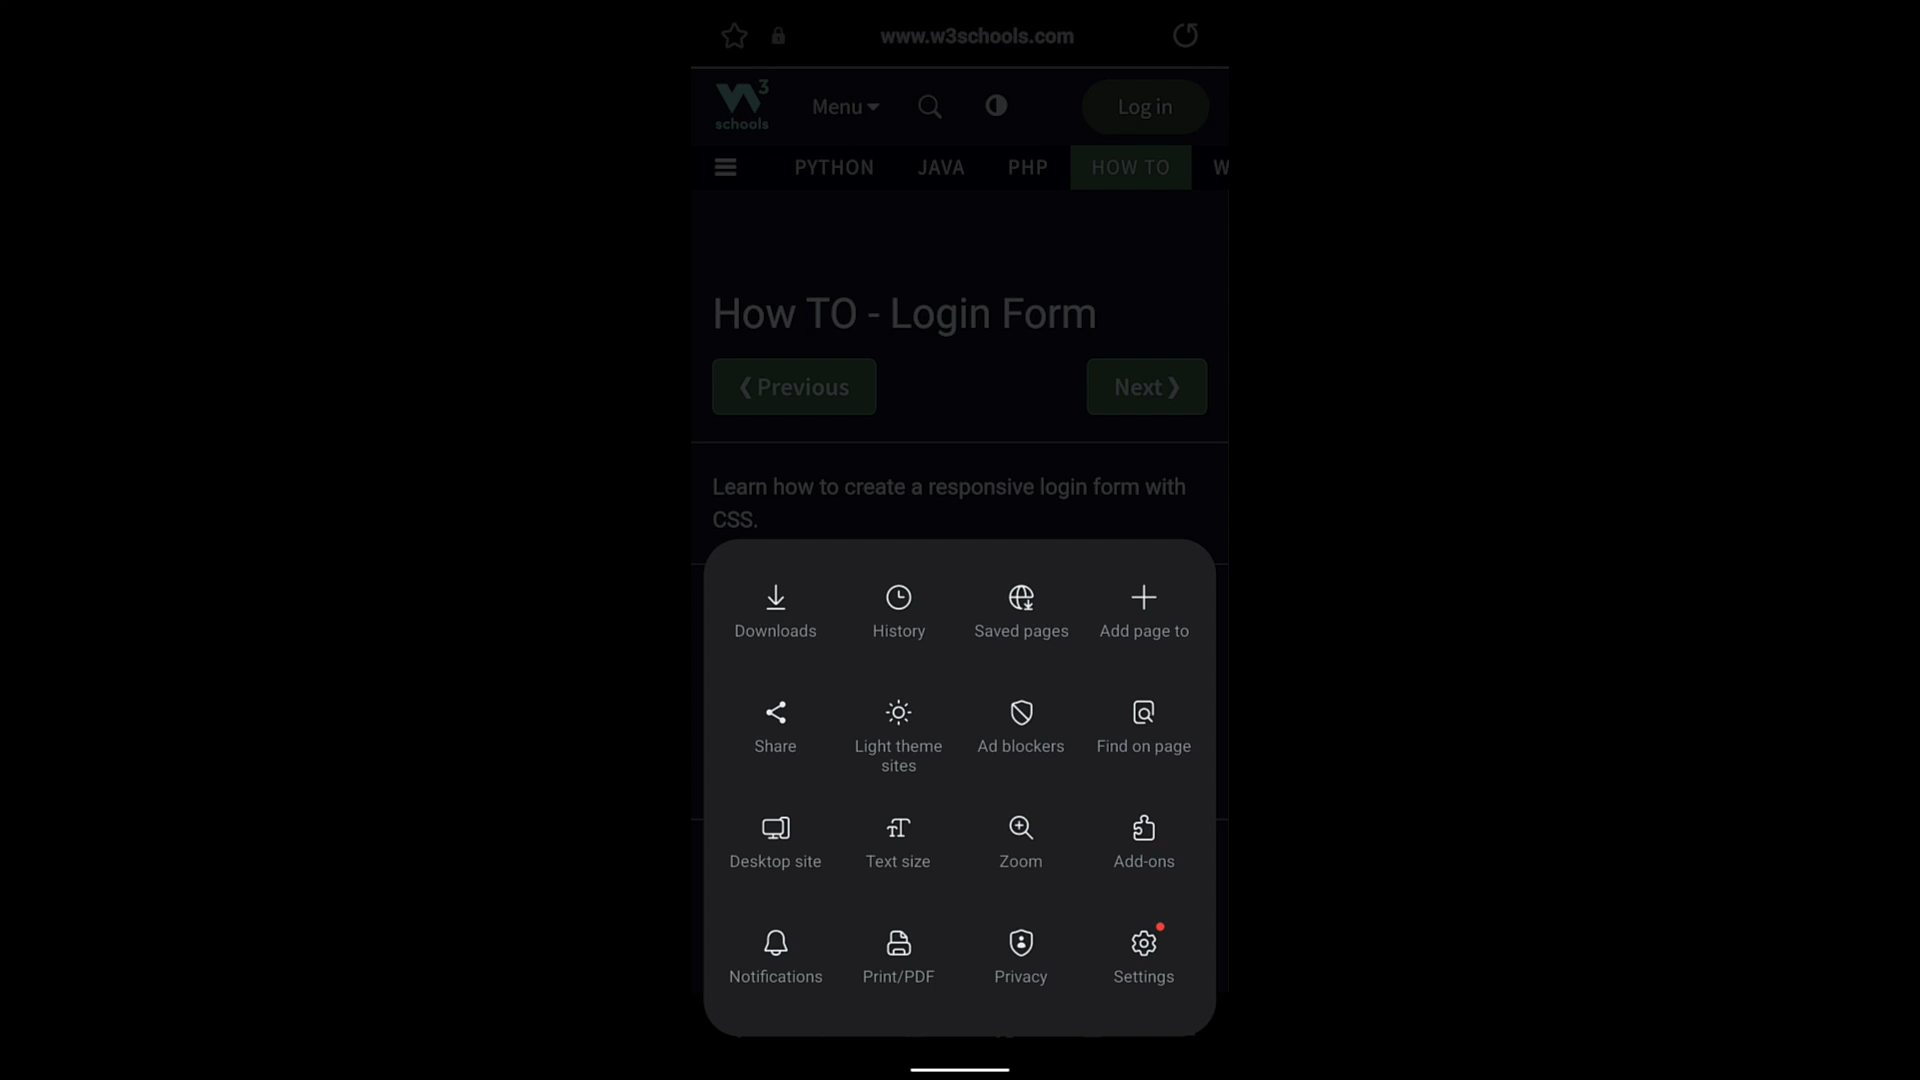 www.w3schools.com
W3
schools
Menu
Log in
PYTHON JAVA PHP HOW TO W
How TO - Login Form
❮ Previous
Next ❯
Learn how to create a responsive login form with
CSS.
Downloads
History
Saved pages
Add page to
Share
Light theme
sites
Ad blockers
Find on page
Desktop site
Text size
Zoom
Add-ons
Notifications
Print/PDF
Privacy
Settings